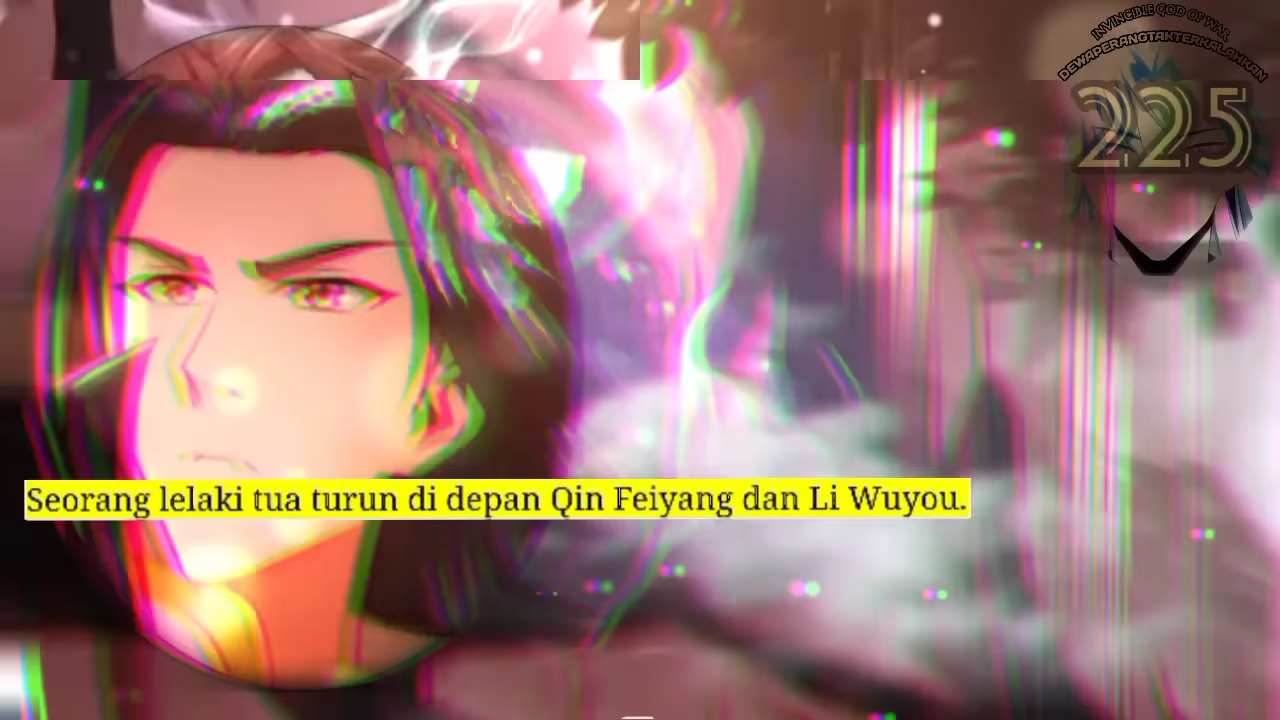 INVINCIBLE GOD OF WAR
DEWAPERANGTAKTERKALAHKAN
225
Seorang lelaki tua turun di depan Qin Feiyang dan Li Wuyou.